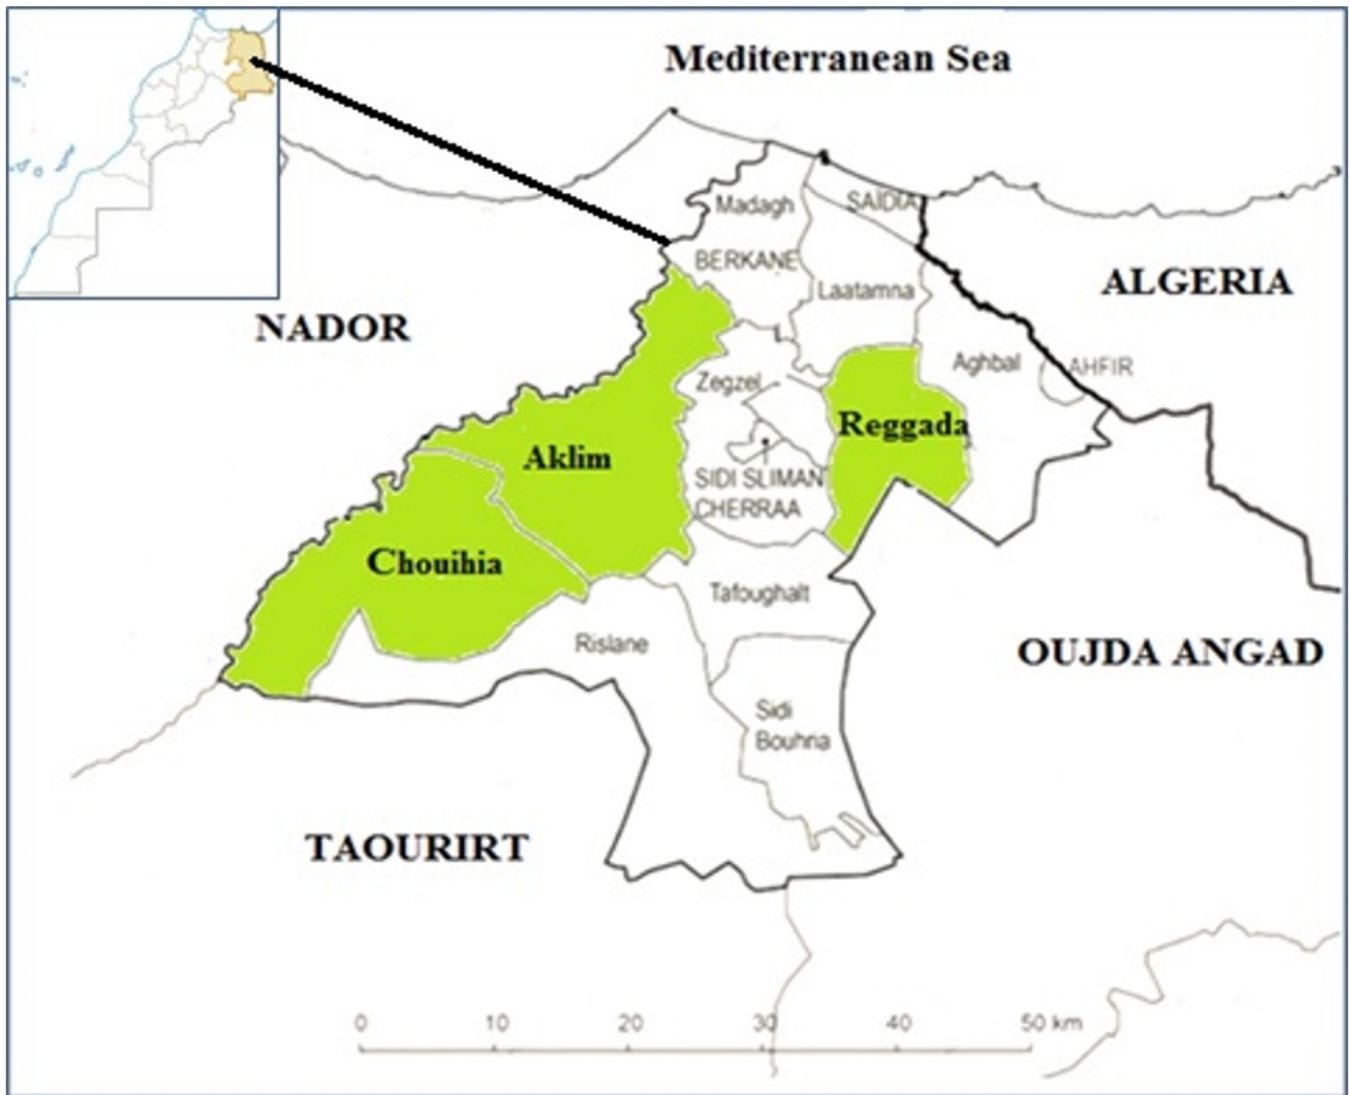 Mediterranean Sea
Madagh
SAÏDIA
BERKANE
Laatamna
ALGERIA
NADOR
Aghbal
AHFIR
Zegzel
Reggada
Aklim
SIDI SLIMAN
CHERRAA
Chouihia
Tafoughalt
Rislane
OUJDA ANGAD
Sidi
Bouhria
TAOURIRT
0 10 20 30 40 50 km